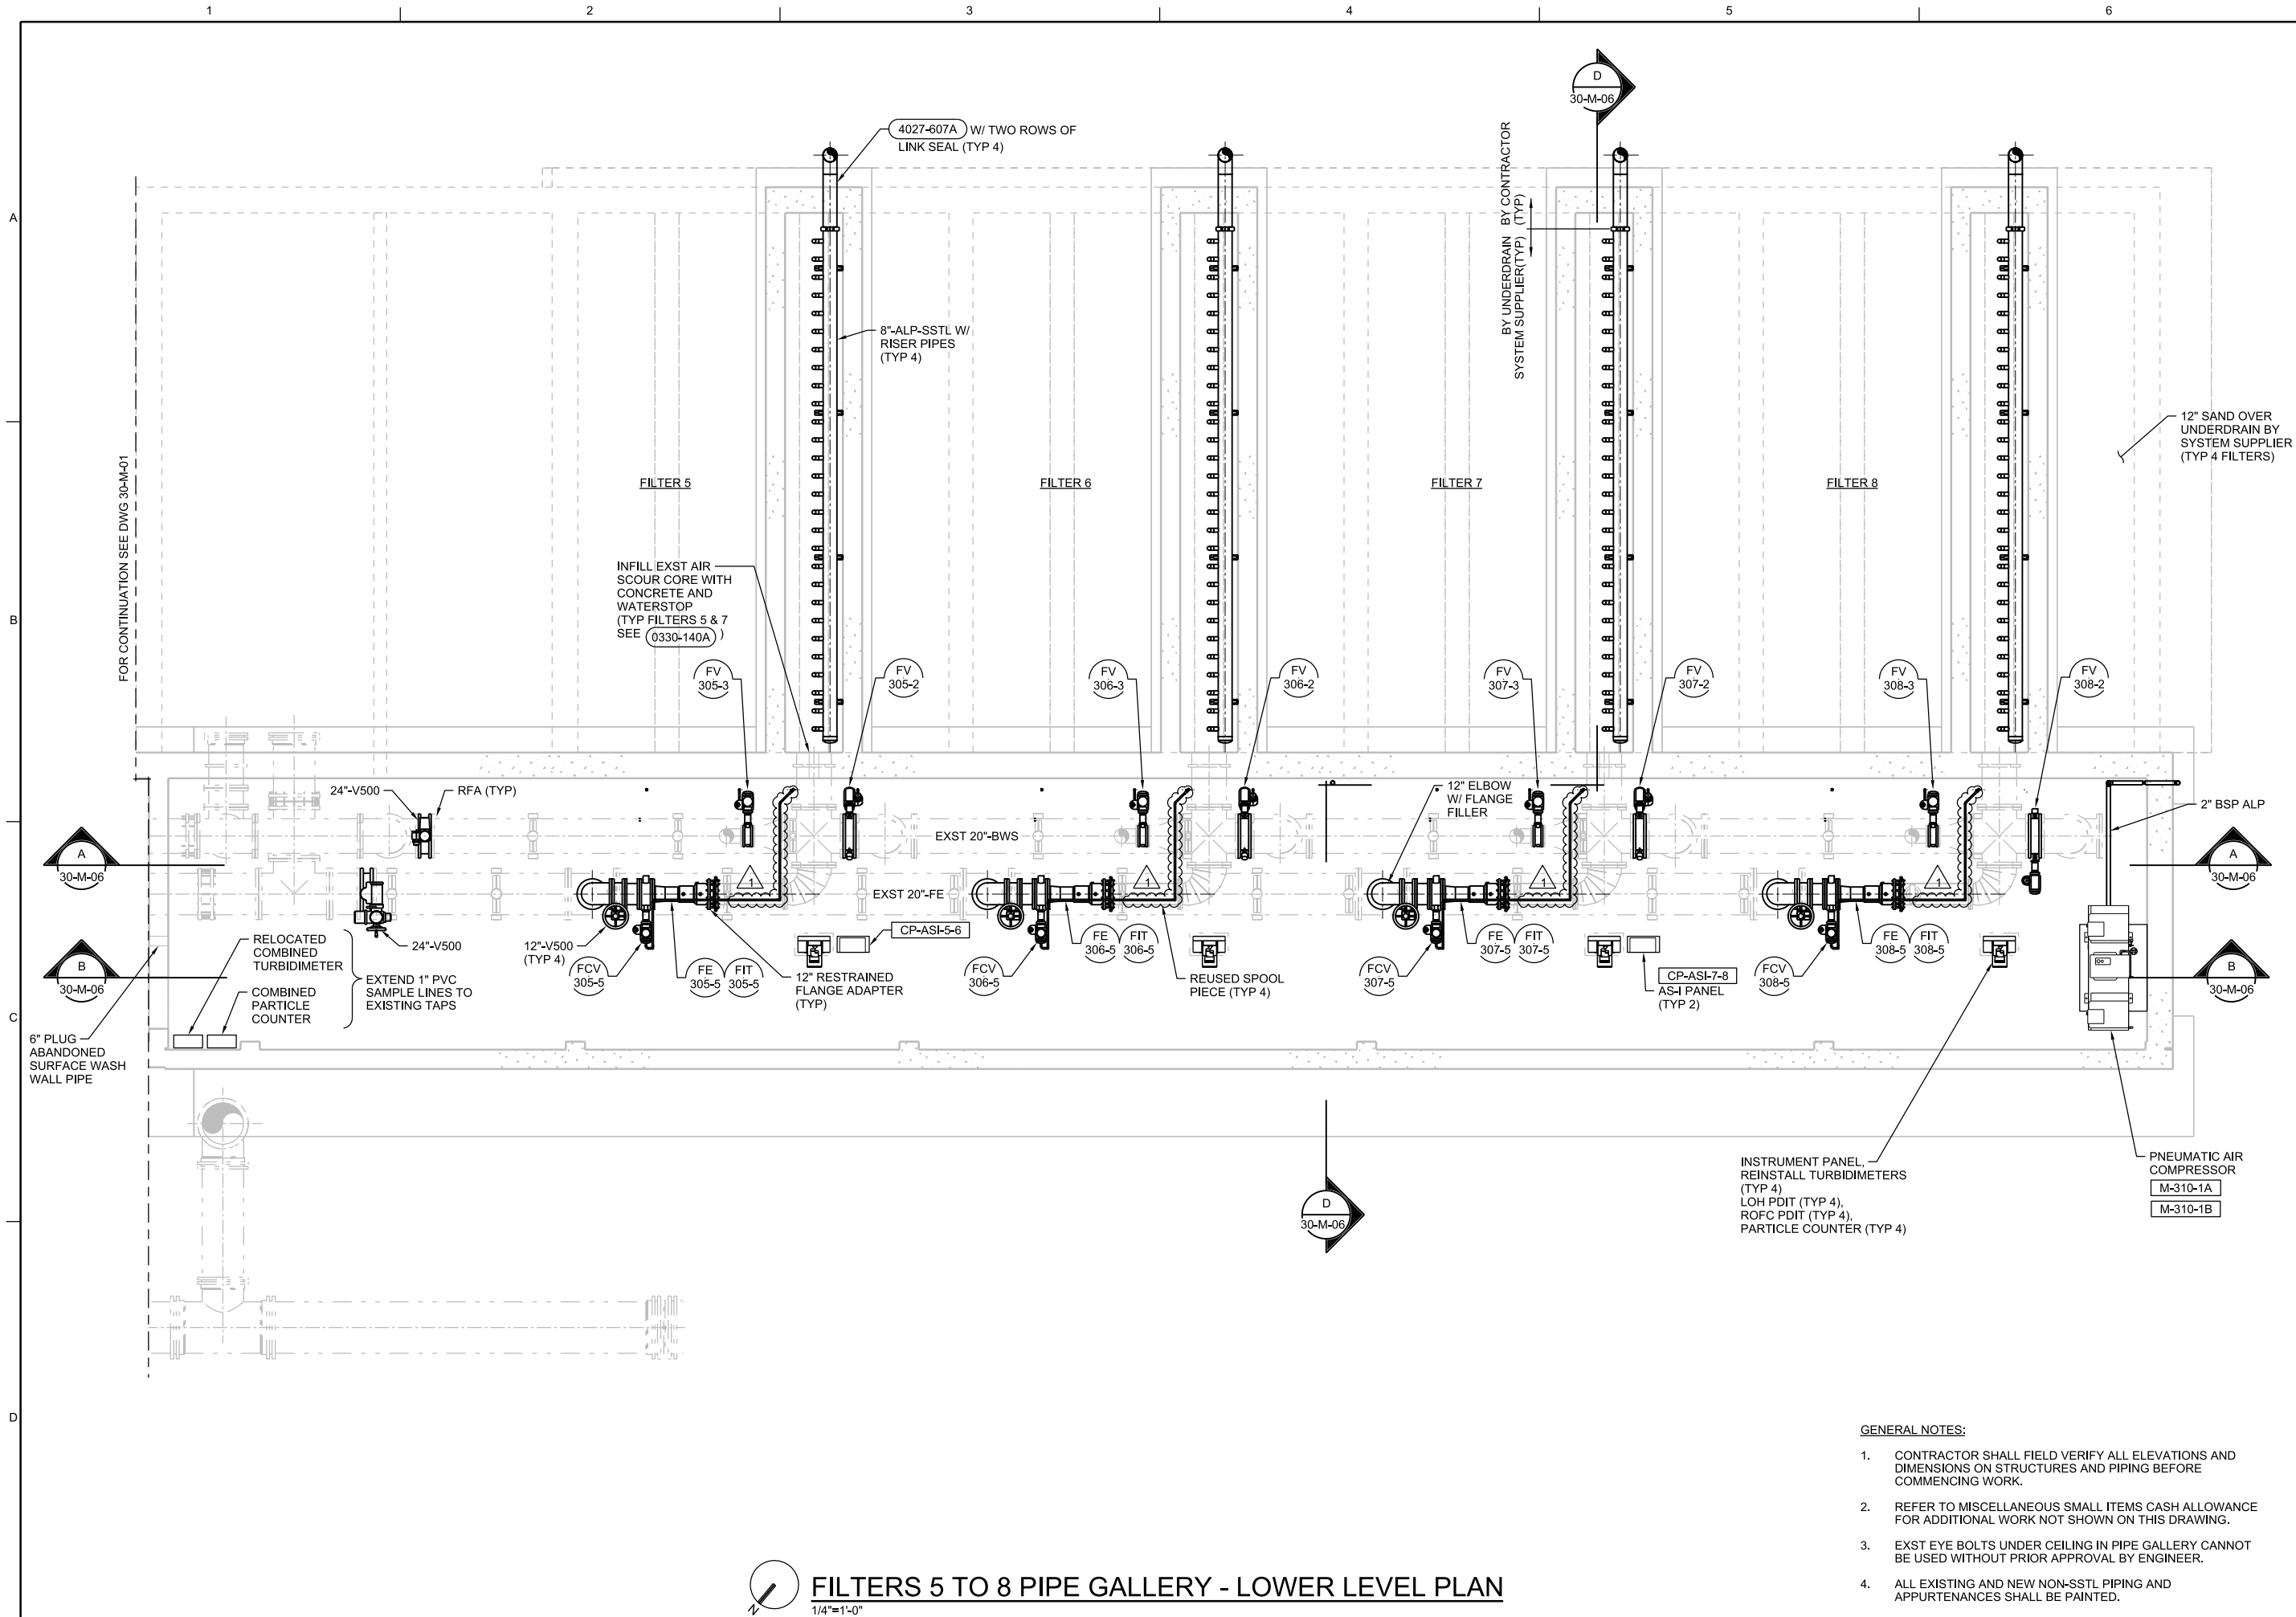 1 2 3 4 5 6
A
B
C
D
D
30-M-06
4027-607A W/ TWO ROWS OF
LINK SEAL (TYP 4)
BY CONTRACTOR
(TYP)
BY UNDERDRAIN
SYSTEM SUPPLIER(TYP)
8"-ALP-SSTL W/
RISER PIPES
(TYP 4)
12" SAND OVER
UNDERDRAIN BY
SYSTEM SUPPLIER
(TYP 4 FILTERS)
FOR CONTINUATION SEE DWG 30-M-01
FILTER 5
FILTER 6
FILTER 7
FILTER 8
INFILL EXST AIR
SCOUR CORE WITH
CONCRETE AND
WATERSTOP
(TYP FILTERS 5 & 7
SEE 0330-140A )
FV
305-3
FV
305-2
FV
306-3
FV
306-2
FV
307-3
FV
307-2
FV
308-3
FV
308-2
24"-V500
RFA (TYP)
12" ELBOW
W/ FLANGE
FILLER
2" BSP ALP
EXST 20"-BWS
EXST 20"-FE
1
1
1
1
A
30-M-06
A
30-M-06
B
30-M-06
B
30-M-06
RELOCATED
COMBINED
TURBIDIMETER
COMBINED
PARTICLE
COUNTER
EXTEND 1" PVC
SAMPLE LINES TO
EXISTING TAPS
24"-V500
12"-V500
(TYP 4)
FCV
305-5
FE
305-5
FIT
305-5
12" RESTRAINED
FLANGE ADAPTER
(TYP)
CP-ASI-5-6
FCV
306-5
FE
306-5
FIT
306-5
REUSED SPOOL
PIECE (TYP 4)
FCV
307-5
FE
307-5
FIT
307-5
CP-ASI-7-8
AS-I PANEL
(TYP 2)
FCV
308-5
FE
308-5
FIT
308-5
6" PLUG
ABANDONED
SURFACE WASH
WALL PIPE
D
30-M-06
INSTRUMENT PANEL,
REINSTALL TURBIDIMETERS
(TYP 4)
LOH PDIT (TYP 4),
ROFC PDIT (TYP 4),
PARTICLE COUNTER (TYP 4)
PNEUMATIC AIR
COMPRESSOR
M-310-1A
M-310-1B
GENERAL NOTES:
1. CONTRACTOR SHALL FIELD VERIFY ALL ELEVATIONS AND
DIMENSIONS ON STRUCTURES AND PIPING BEFORE
COMMENCING WORK.
2. REFER TO MISCELLANEOUS SMALL ITEMS CASH ALLOWANCE
FOR ADDITIONAL WORK NOT SHOWN ON THIS DRAWING.
3. EXST EYE BOLTS UNDER CEILING IN PIPE GALLERY CANNOT
BE USED WITHOUT PRIOR APPROVAL BY ENGINEER.
4. ALL EXISTING AND NEW NON-SSTL PIPING AND
APPURTENANCES SHALL BE PAINTED.
N
FILTERS 5 TO 8 PIPE GALLERY - LOWER LEVEL PLAN
1/4"=1'-0"